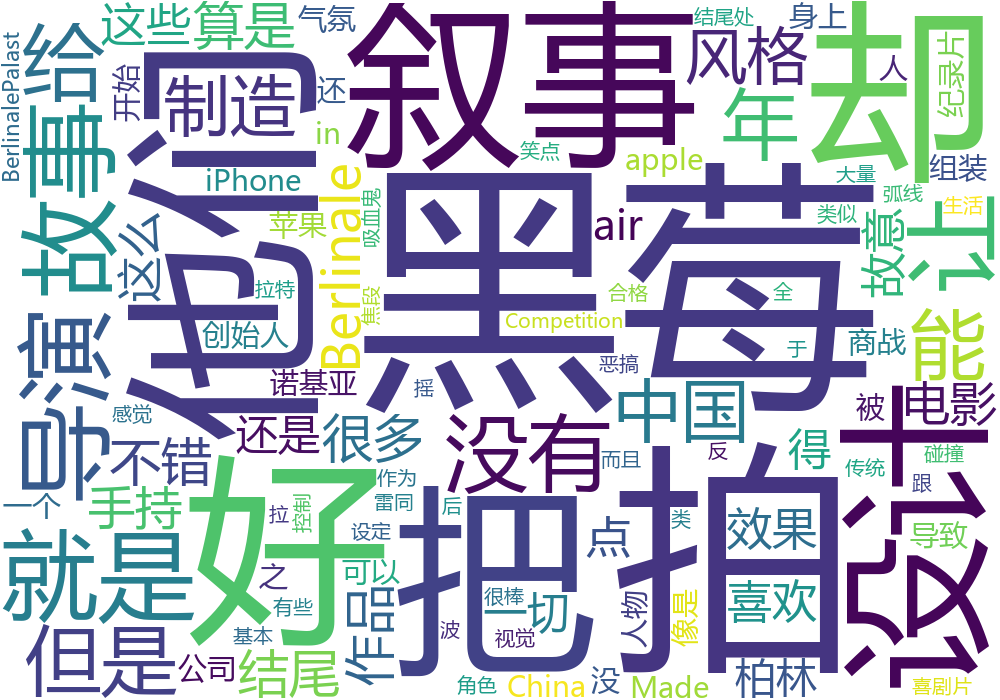 BerlinalePalast
给
故事
导演
就是
但是
这些
算是
气氛
他们
制造
还
开始
in
iPhone
苹果
Berlinale
这么
拉特
创始人
诺基亚
感觉
不错
还是
很多
一个
手持
拉
控制
作为
雷同
设定
之
可以
有些
基本
公司
结尾
好
叙事
黑莓
吸血鬼
焦段
摇
没有
后
把
拍
很棒
一切
视觉
波
作品
角色
China
没
Made
结尾处
身上
风格
却
年
人
纪录片
笑点
apple
air
大量
弧线
类似
组装
故意
让
生活
合格
全
于
Competition
恶搞
商战
能
中国
电影
被
设计
得
传统
碰撞
跟
导致
而且
反
类
点
效果
喜欢
人物
像是
柏林
喜剧片